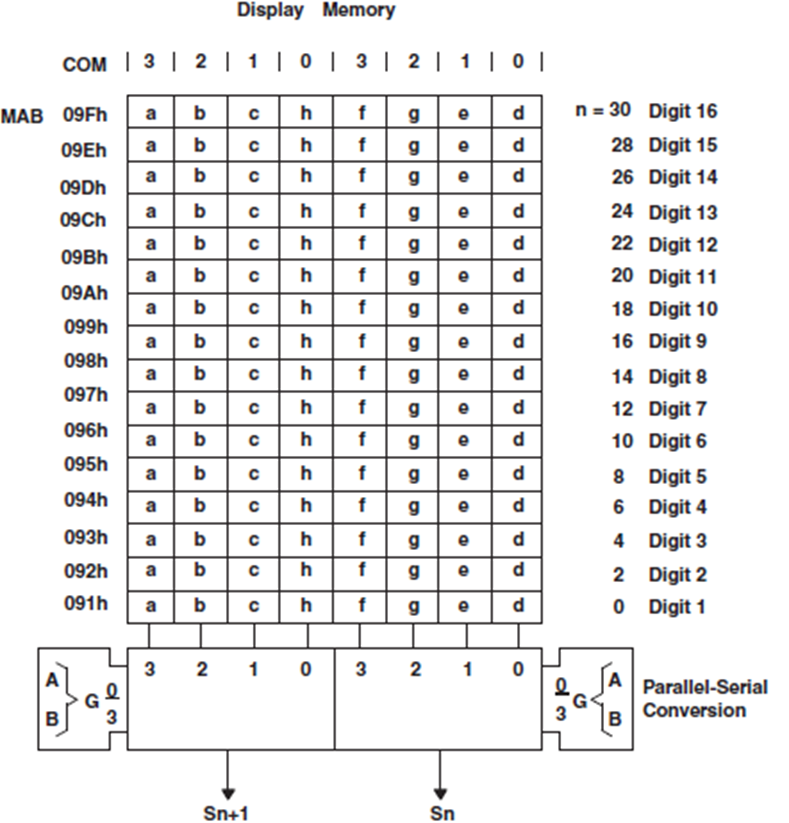 Display Memory
COM | 3 | 2 | 1 | 0 | 3 | 2 | 1 | 0 |
MAB 09Fh a b c h f g e d n = 30 Digit 16
09Eh a b c h f g e d 28 Digit 15
09Dh a b c h f g e d 26 Digit 14
09Ch a b c h f g e d 24 Digit 13
09Bh a b c h f g e d 22 Digit 12
09Ah a b c h f g e d 20 Digit 11
099h a b c h f g e d 18 Digit 10
098h a b c h f g e d 16 Digit 9
097h a b c h f g e d 14 Digit 8
096h a b c h f g e d 12 Digit 7
095h a b c h f g e d 10 Digit 6
094h a b c h f g e d 8 Digit 5
093h a b c h f g e d 6 Digit 4
092h a b c h f g e d 4 Digit 3
091h a b c h f g e d 2 Digit 2
a b c h f g e d 0 Digit 1
3 2 1 0 3 2 1 0
A B G 0 3
0 3 G A B
Parallel-Serial
Conversion
Sn+1 Sn